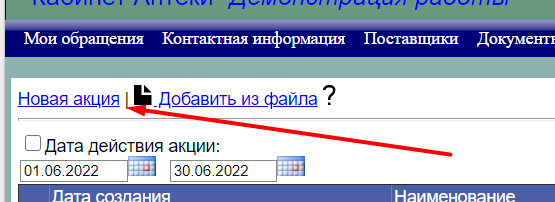 Кабинет Аптеки "Демонстрация работы"
Мои обращения Контактная информация Поставщики Документ
Новая акция | Добавить из файла ?
Дата действия акции:
01.06.2022 30.06.2022
Дата создания Наименование